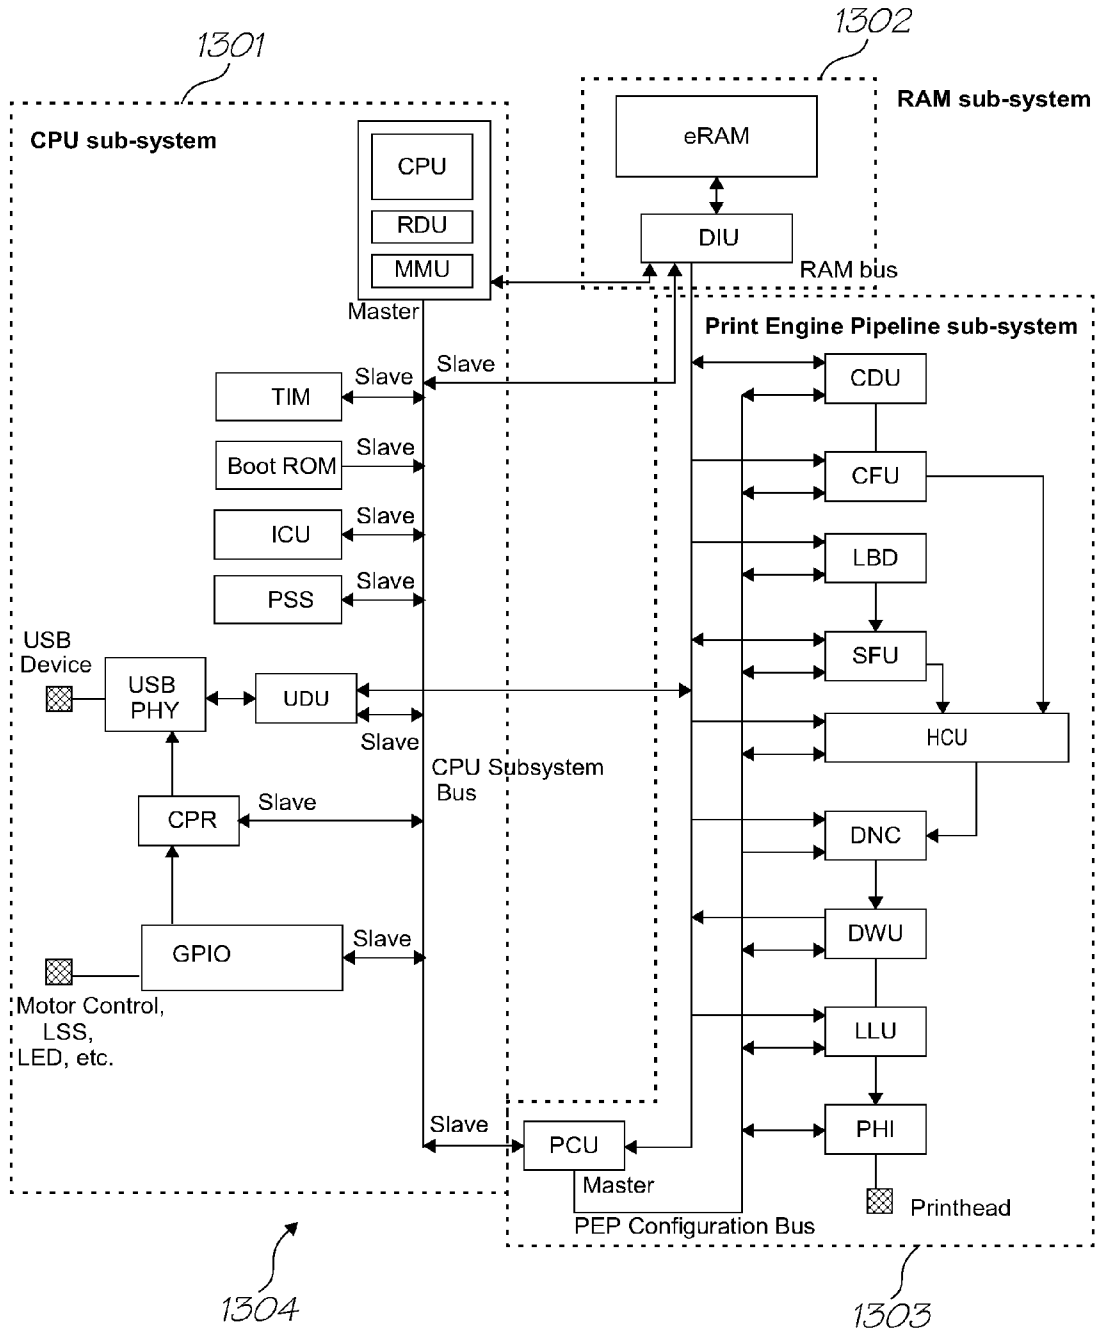 1301
1302
CPU sub-system
RAM sub-system
CPU
RDU
MMU
Master
eRAM
DIU
RAM bus
Print Engine Pipeline sub-system
TIM
Slave
Slave
Boot ROM
Slave
ICU
Slave
PSS
Slave
USB
Device
USB
PHY
UDU
Slave
CPU Subsystem
Bus
CPR
Slave
GPIO
Slave
Motor Control,
LSS,
LED, etc.
Slave
PCU
Master
PEP Configuration Bus
CDU
CFU
LBD
SFU
HCU
DNC
DWU
LLU
PHI
Printhead
1304
1303